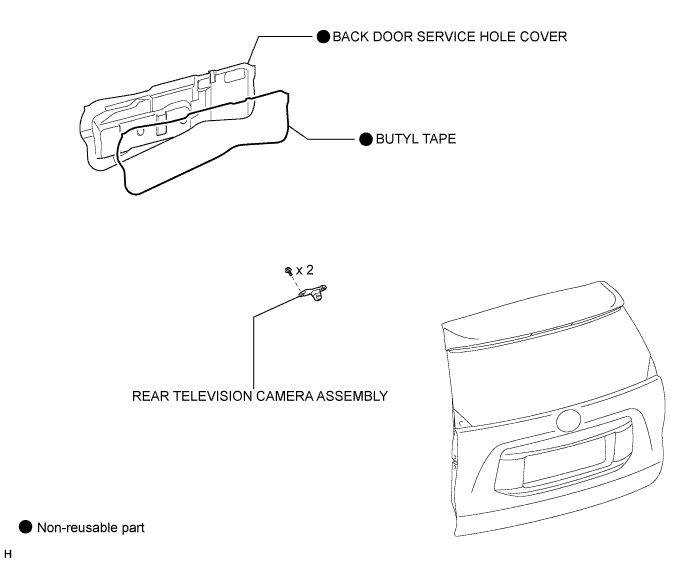 BACK DOOR SERVICE HOLE COVER
BUTYL TAPE
x 2
REAR TELEVISION CAMERA ASSEMBLY
Non-reusable part
H